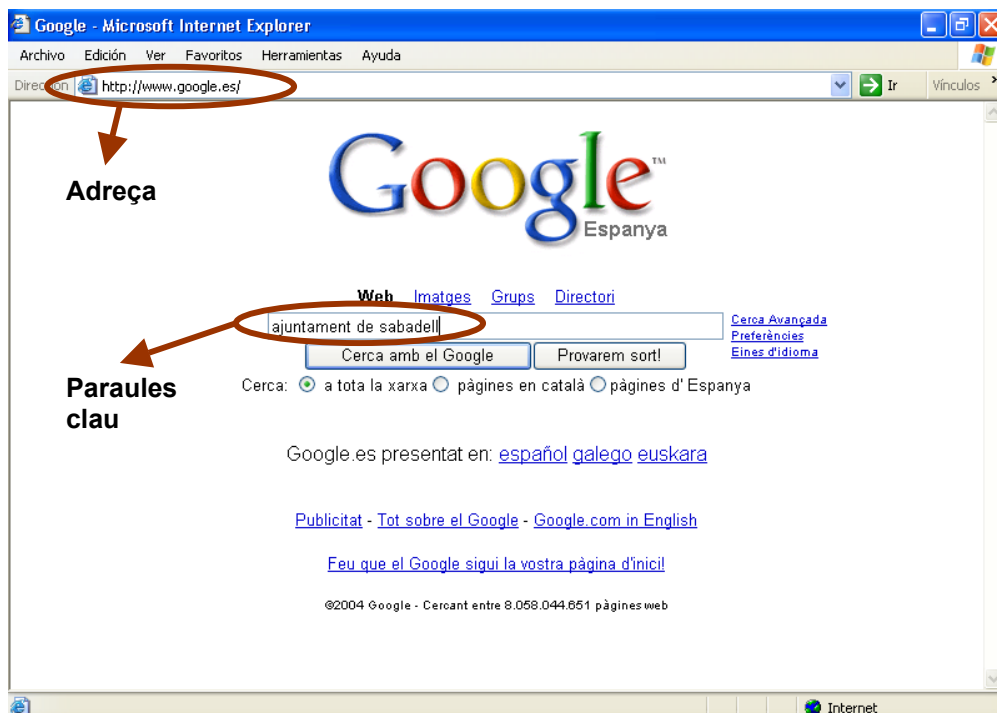 Google - Microsoft Internet Explorer
Archivo Edición Ver Favoritos Herramientas Ayuda
Dirección http://www.google.es/ Ir Vínculos »
Adreça
Google™
Espanya
Web Imatges Grups Directori
ajuntament de sabadell
Cerca Avançada
Preferències
Eines d'idioma
Cerca amb el Google Provarem sort!
Paraules
clau
Cerca: a tota la xarxa pàgines en català pàgines d' Espanya
Google.es presentat en: español galego euskara
Publicitat - Tot sobre el Google - Google.com in English
Feu que el Google sigui la vostra pàgina d'inici!
©2004 Google - Cercant entre 8.058.044.651 pàgines web
Internet